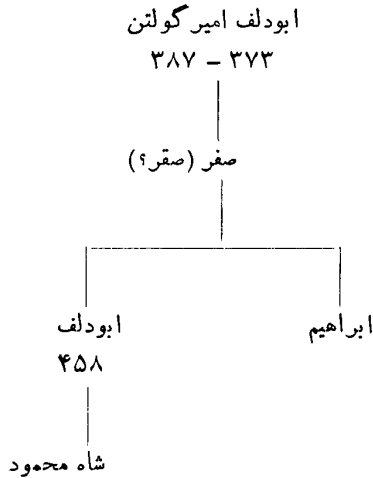 ابودلف امیر گولتن
۳۷۳ – ۳۸۷
صفر (صقر؟)
ابراهیم
ابودلف
۴۵۸
شاه محمود